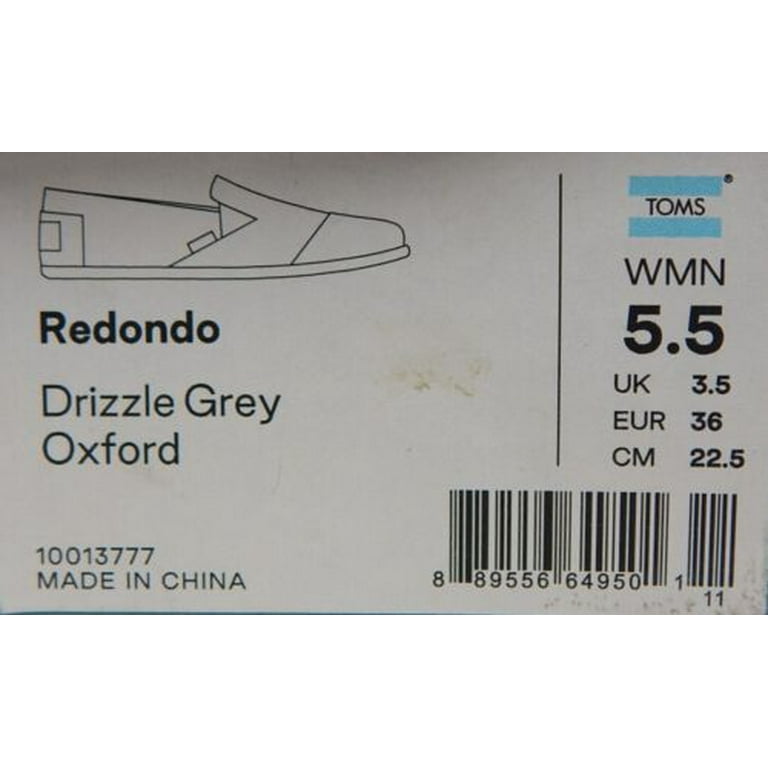 Redondo
Drizzle Grey
Oxford
10013777
MADE IN CHINA
TOMS®
WMN
5.5
UK 3.5
EUR 36
CM 22.5
8 89556 64950 1
11